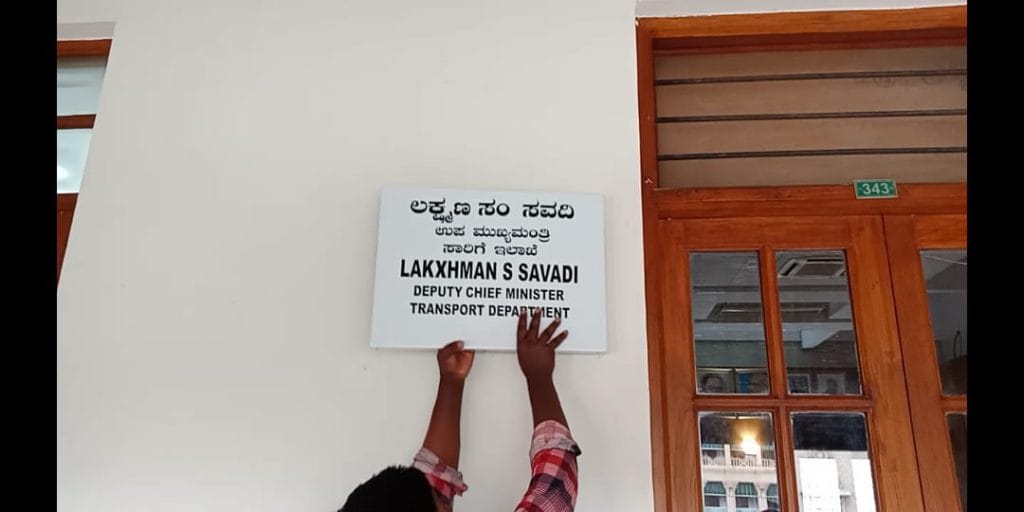 ಲಕ್ಷ್ಮಣ ಸಂ ಸವದಿ
ಉಪ ಮುಖ್ಯಮಂತ್ರಿ
ಸಾರಿಗೆ ಇಲಾಖೆ
LAKXHMAN S SAVADI
DEPUTY CHIEF MINISTER
TRANSPORT DEPARTMENT
343